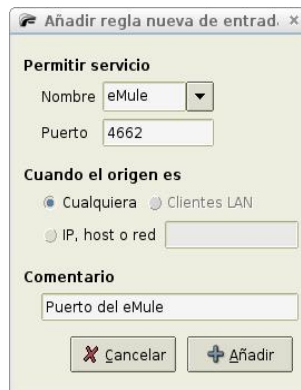 Añadir regla nueva de entrad.
Permitir servicio
Nombre eMule
Puerto 4662
Cuando el origen es
Cualquiera Clientes LAN
IP, host o red
Comentario
Puerto del eMule
Cancelar Añadir